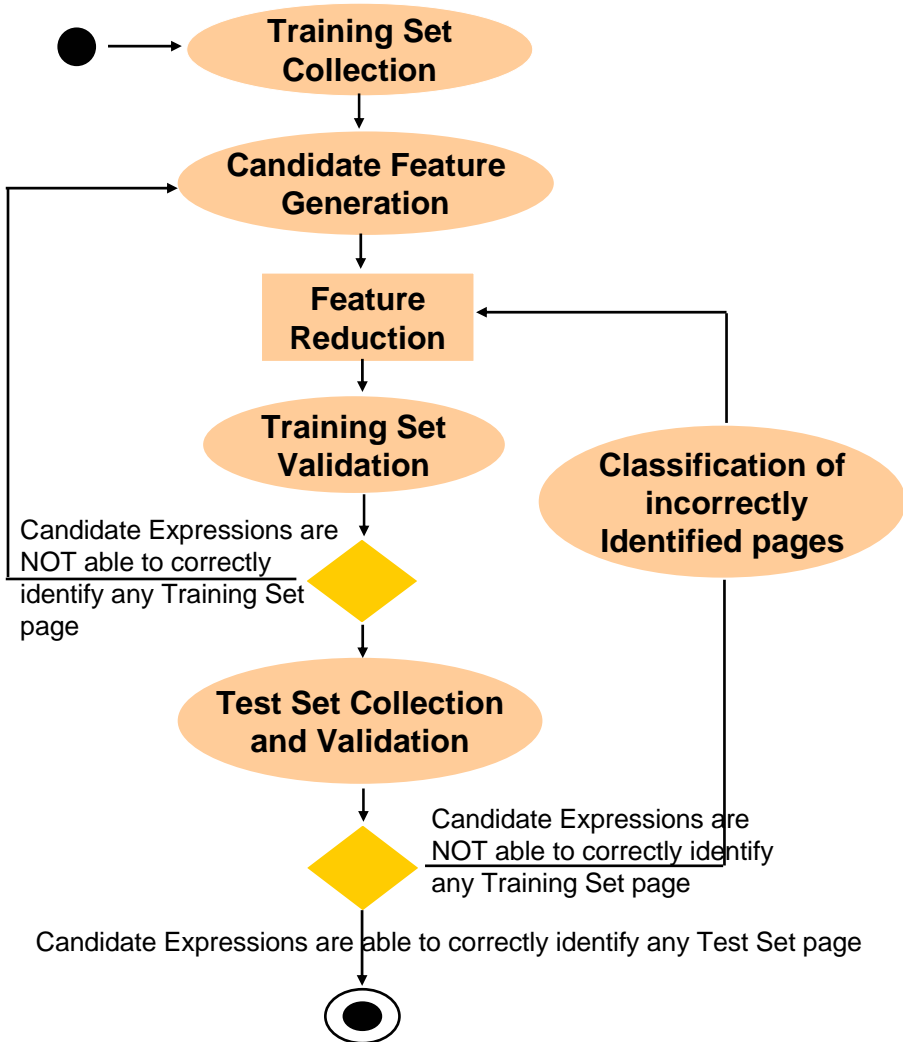 Training Set
Collection
Candidate Feature
Generation
Feature
Reduction
Training Set
Validation
Classification of
incorrectly
Identified pages
Candidate Expressions are
NOT able to correctly
identify any Training Set
page
Test Set Collection
and Validation
Candidate Expressions are
NOT able to correctly identify
any Training Set page
Candidate Expressions are able to correctly identify any Test Set page